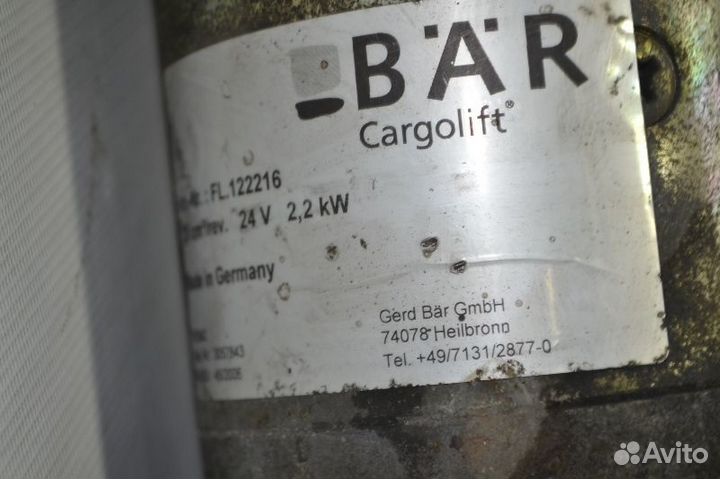 BÄR
Cargolift®
FL.122216
24 V 2,2 kW
in Germany
Gerd Bär GmbH
74078 Heilbronn
Tel. +49/7131/2877-0
Avito